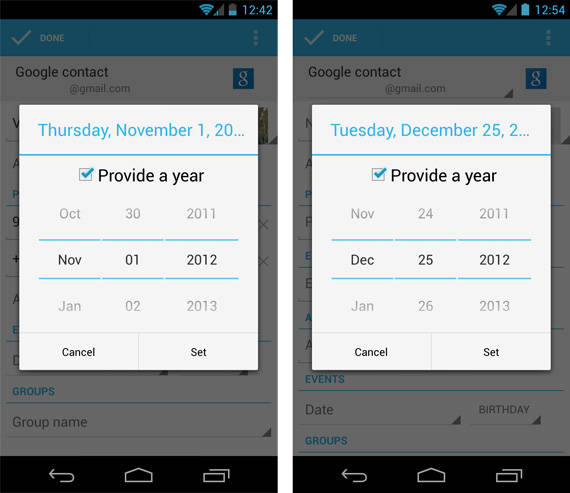 12:42
DONE
Google contact
@gmail.com
Thursday, November 1, 20...
Provide a year
Oct 30 2011
Nov 01 2012
Jan 02 2013
Cancel Set
GROUPS
Group name
12:54
DONE
Google contact
@gmail.com
Tuesday, December 25, 2...
Provide a year
Nov 24 2011
Dec 25 2012
Jan 26 2013
Cancel Set
EVENTS
Date BIRTHDAY
GROUPS